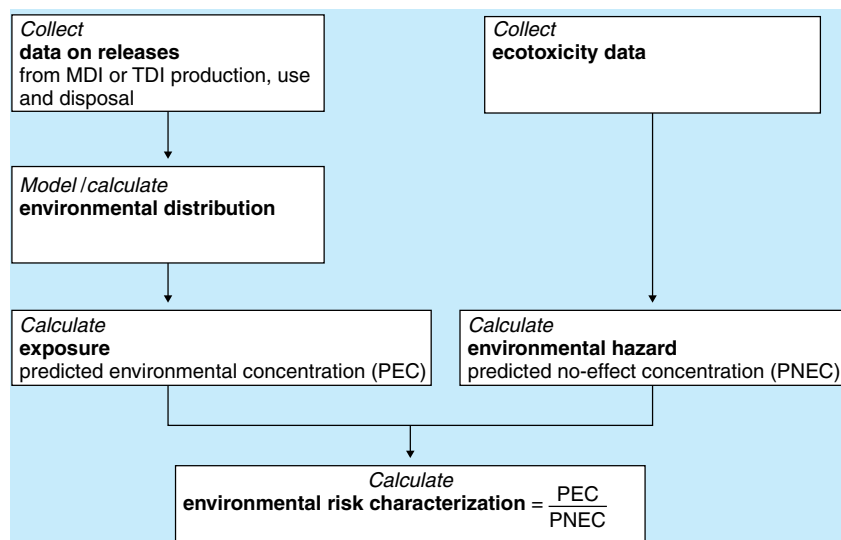 Collect
data on releases
from MDI or TDI production, use
and disposal
Collect
ecotoxicity data
Model/calculate
environmental distribution
Calculate
exposure
predicted environmental concentration (PEC)
Calculate
environmental hazard
predicted no-effect concentration (PNEC)
Calculate
environmental risk characterization = PEC
PNEC